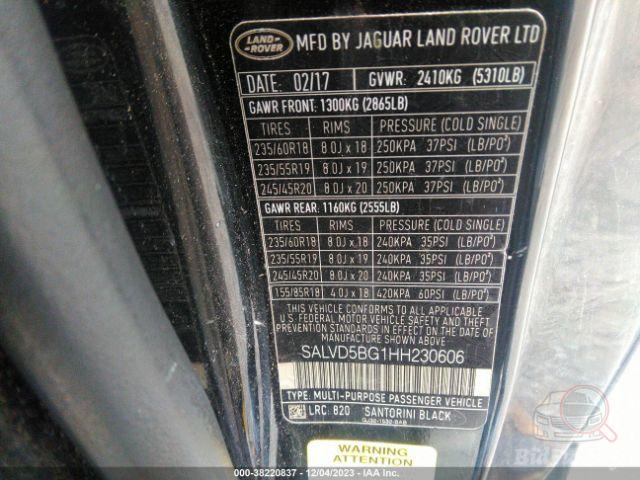 LAND-ROVER
MFD BY JAGUAR LAND ROVER LTD
DATE: 02/17 GVWR: 2410KG (5310LB)
GAWR FRONT: 1300KG (2865LB)
TIRES RIMS PRESSURE (COLD SINGLE)
235/60R18 8.0J x 18 250KPA 37PSI (LB/PO²)
235/55R19 8.0J x 19 250KPA 37PSI (LB/PO²)
245/45R20 8.0J x 20 250KPA 37PSI (LB/PO²)
GAWR REAR: 1160KG (2555LB)
TIRES RIMS PRESSURE (COLD SINGLE)
235/60R18 8.0J x 18 240KPA 35PSI (LB/PO²)
235/55R19 8.0J x 19 240KPA 35PSI (LB/PO²)
245/45R20 8.0J x 20 240KPA 35PSI (LB/PO²)
155/85R18 4.0J x 18 420KPA 60PSI (LB/PO²)
THIS VEHICLE CONFORMS TO ALL APPLICABLE
U.S. FEDERAL MOTOR VEHICLE SAFETY AND
THEFT PREVENTION STANDARDS IN EFFECT ON THE
DATE OF MANUFACTURE SHOWN ABOVE
SALVD5BG1HH230606
TYPE: MULTI-PURPOSE PASSENGER VEHICLE
LRC: 820 SANTORINI BLACK
WARNING
ATTENTION
000-38220837 - 12/04/2023 - IAA Inc.